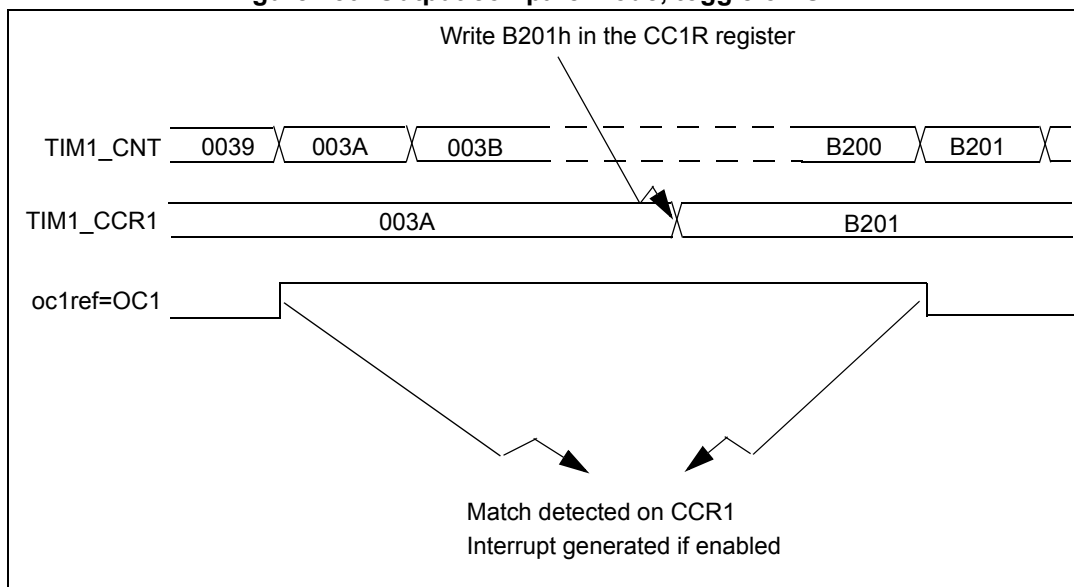 Write B201h in the CC1R register
TIM1_CNT 0039 003A 003B B200 B201
TIM1_CCR1 003A B201
oc1ref=OC1
Match detected on CCR1
Interrupt generated if enabled